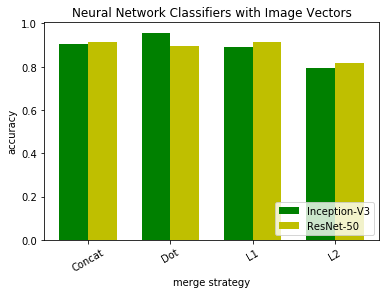 Neural Network Classifiers with Image Vectors
1.0
0.8
0.6
0.4
0.2
0.0
accuracy
Concat
Dot
L1
L2
merge strategy
Inception-V3
ResNet-50